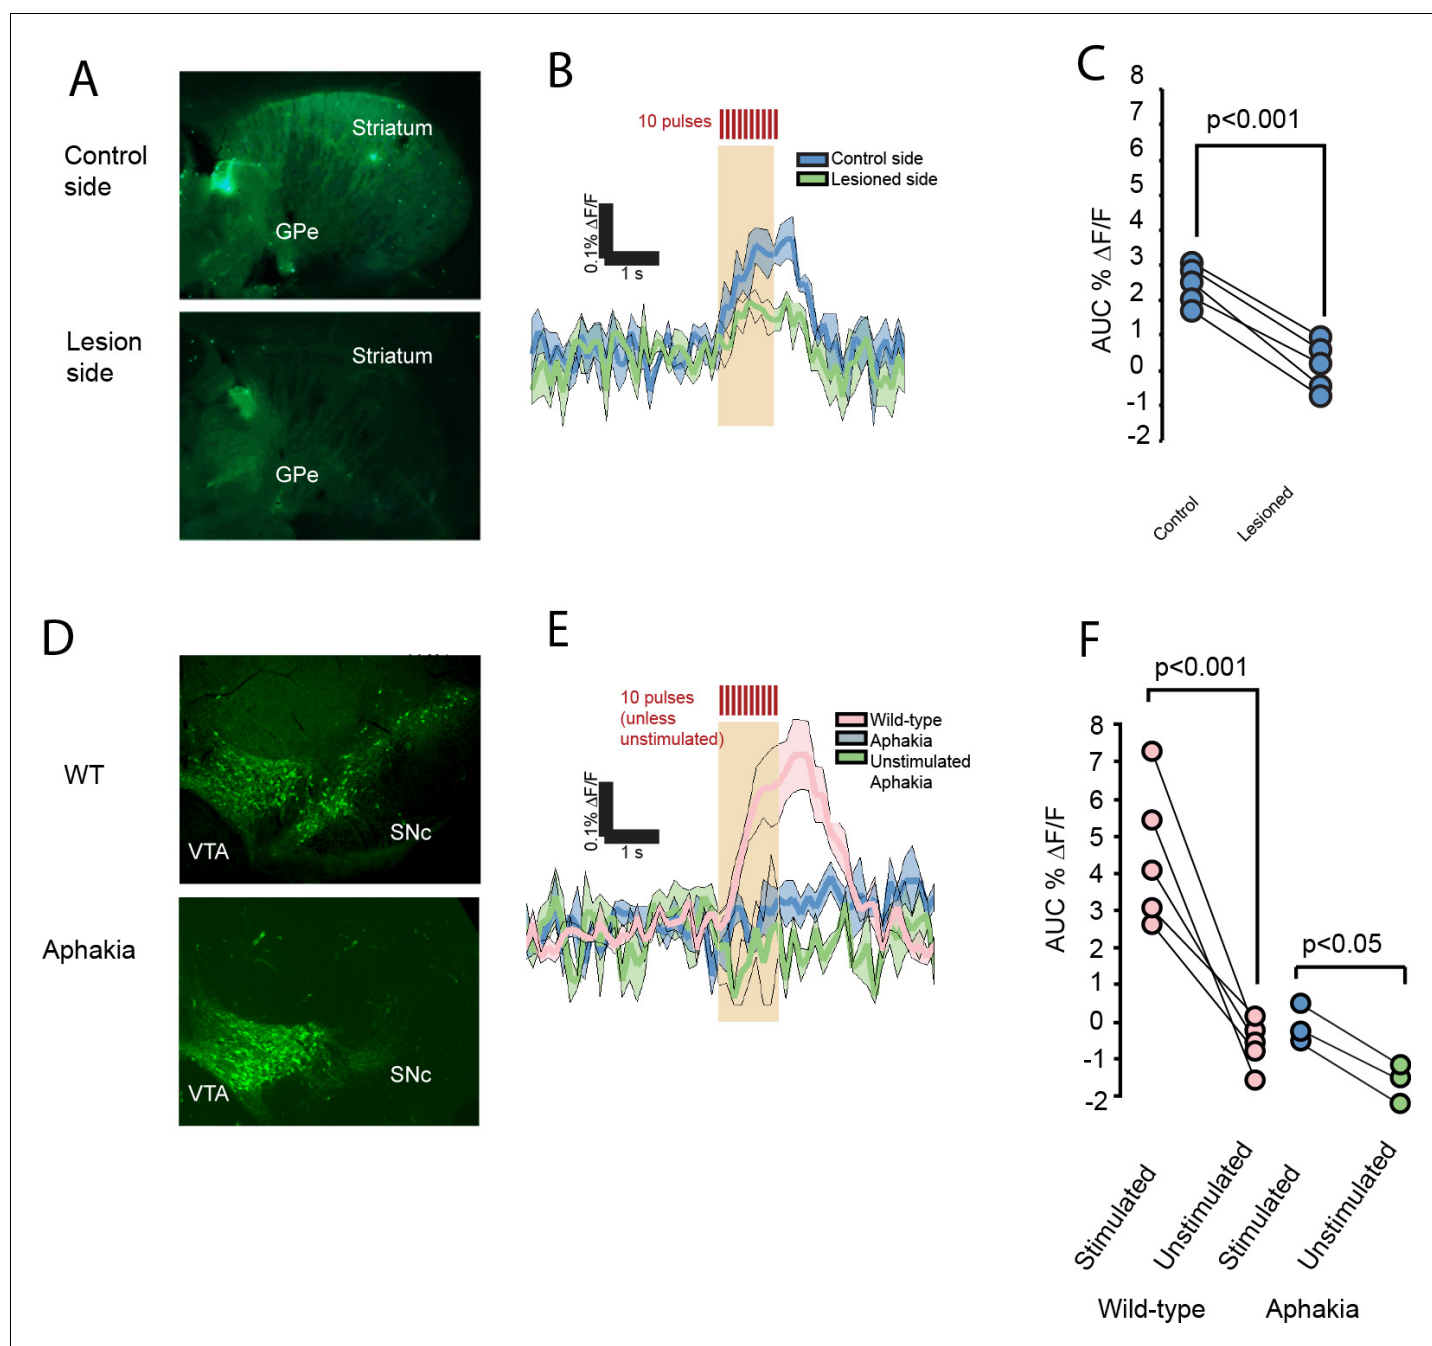 A
Control
side
Striatum
GPe
Lesion
side
Striatum
GPe
B
10 pulses
Control side
Lesioned side
0.1% ΔF/F
1 s
C
8
7
6
5
4
3
2
1
0
-1
-2
AUC % ΔF/F
p<0.001
Control
Lesioned
D
WT
VTA
SNc
Aphakia
VTA
SNc
E
10 pulses
(unless
unstimulated)
Wild-type
Aphakia
Unstimulated
Aphakia
0.1% ΔF/F
1 s
F
p<0.001
8
7
6
5
4
3
2
1
0
-1
-2
AUC % ΔF/F
p<0.05
Stimulated
Unstimulated
Stimulated
Unstimulated
Wild-type
Aphakia